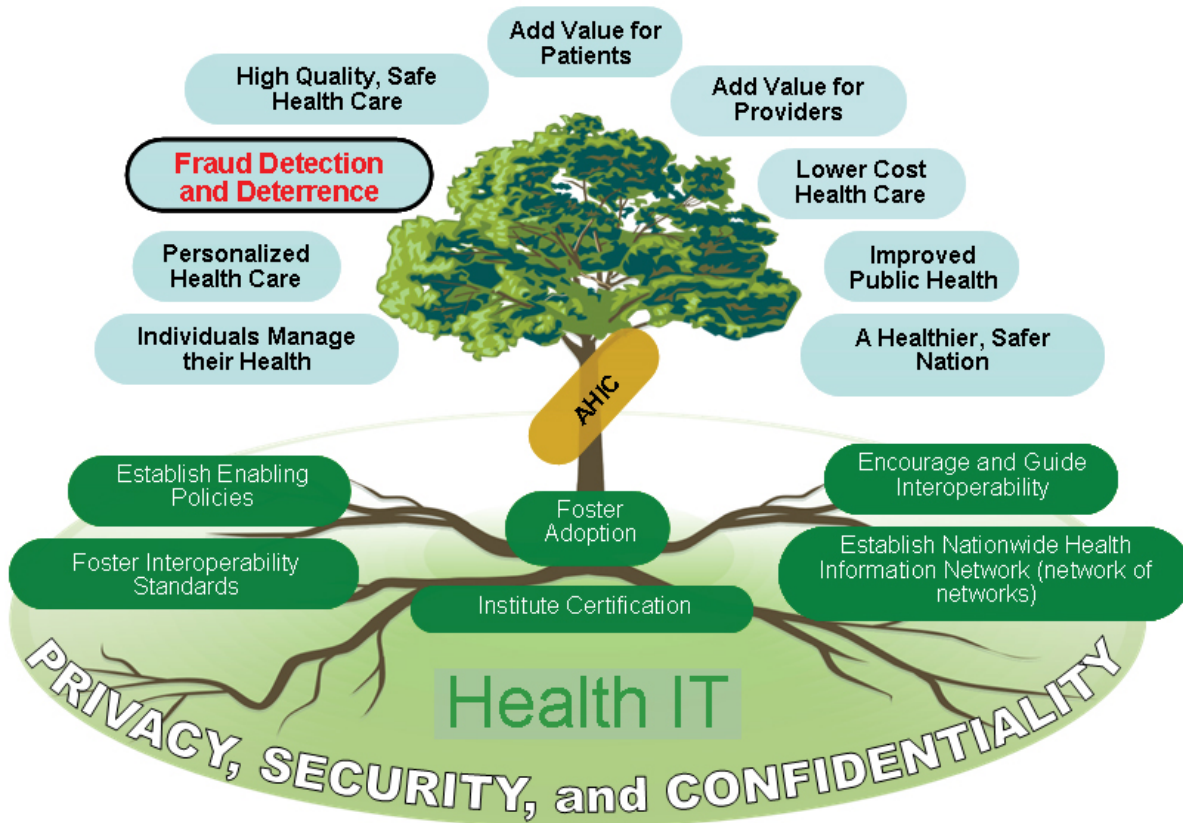 Add Value for
Patients
High Quality, Safe
Health Care
Add Value for
Providers
Fraud Detection
and Deterrence
Lower Cost
Health Care
Personalized
Health Care
Improved
Public Health
Individuals Manage
their Health
A Healthier, Safer
Nation
AHIC
Establish Enabling
Policies
Encourage and Guide
Interoperability
Foster
Adoption
Foster Interoperability
Standards
Establish Nationwide Health
Information Network (network of
networks)
Institute Certification
Health IT
PRIVACY, SECURITY, and CONFIDENTIALITY